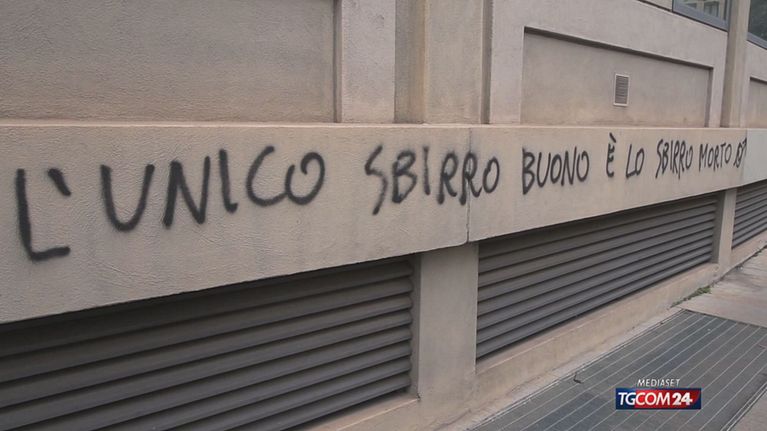 L'UNICO SBIRRO BUONO È LO SBIRRO MORTO
MEDIASET
TGCOM24